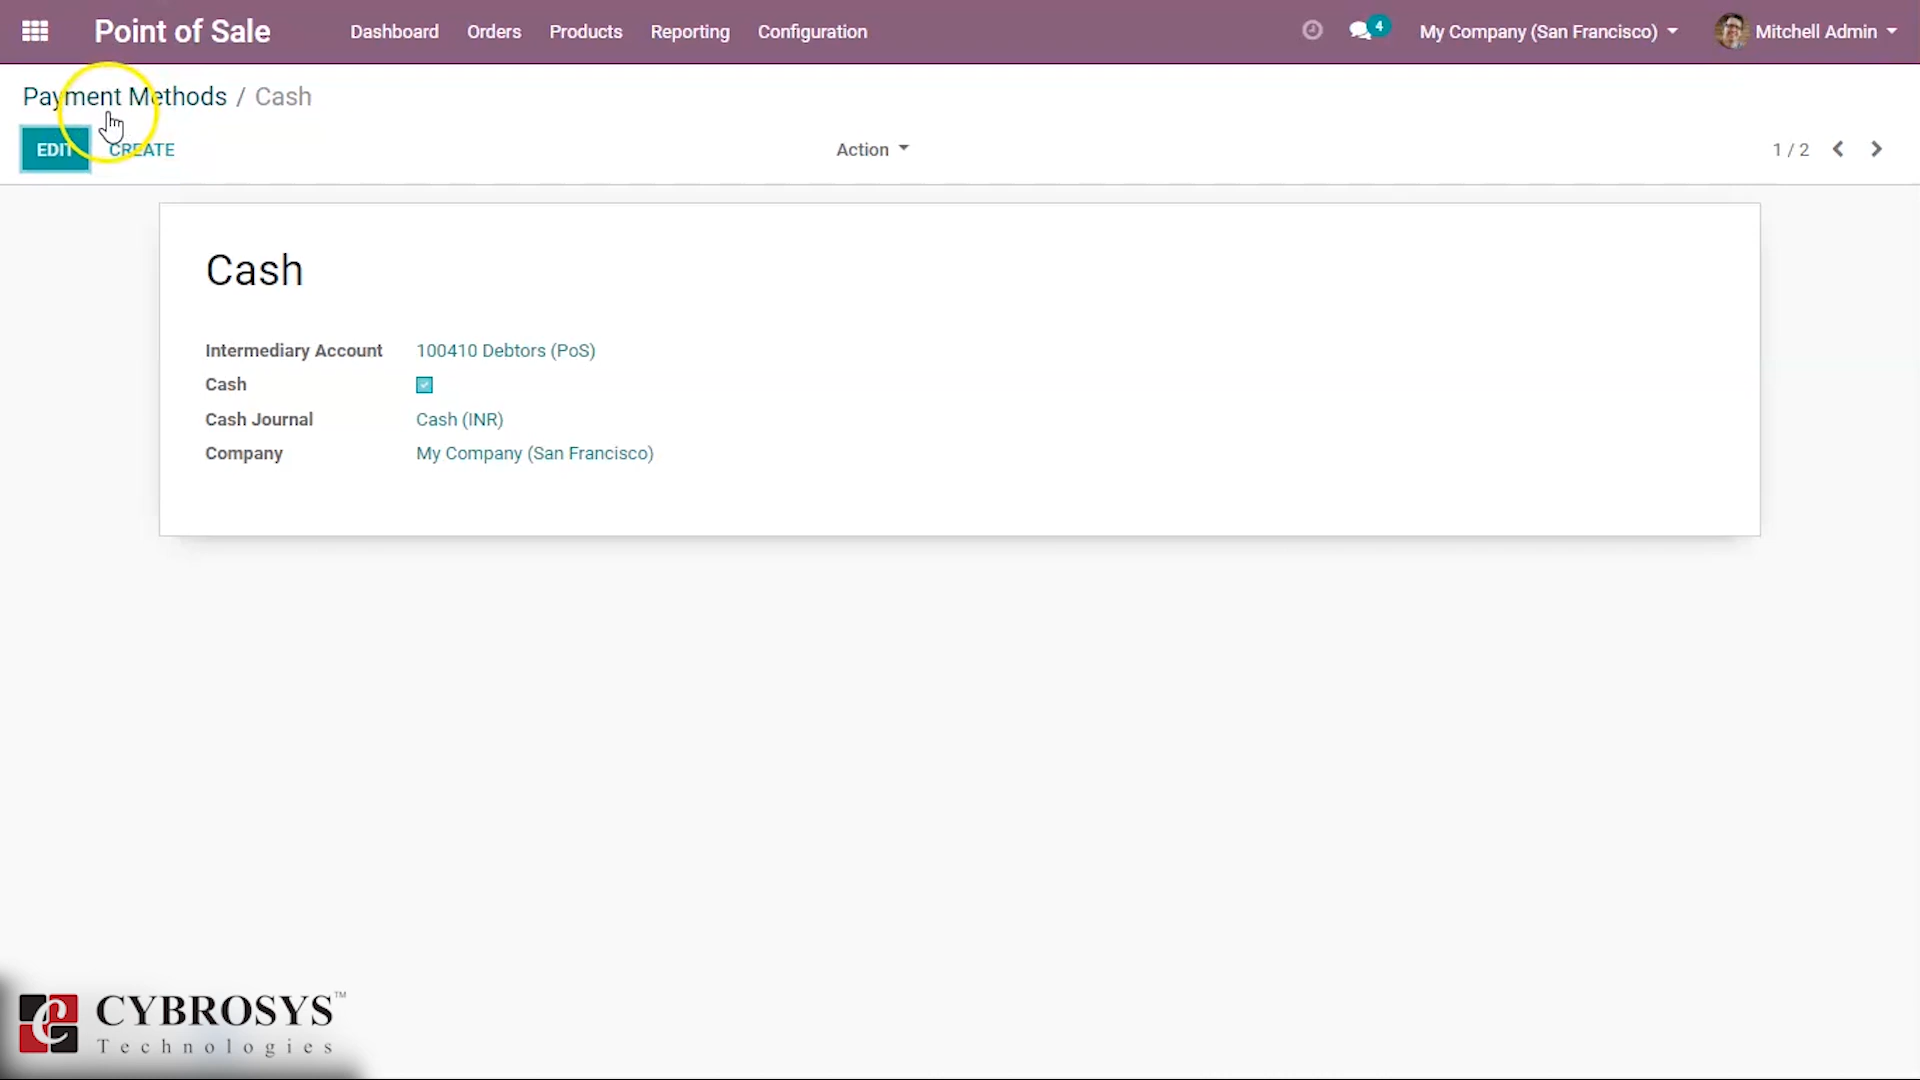 Point of Sale Dashboard Orders Products Reporting Configuration 4 My Company (San Francisco) Mitchell Admin
Payment Methods / Cash
EDIT CREATE Action 1 / 2
Cash
Intermediary Account 100410 Debtors (PoS)
Cash
Cash Journal Cash (INR)
Company My Company (San Francisco)
CYBROSYS™
Technologies